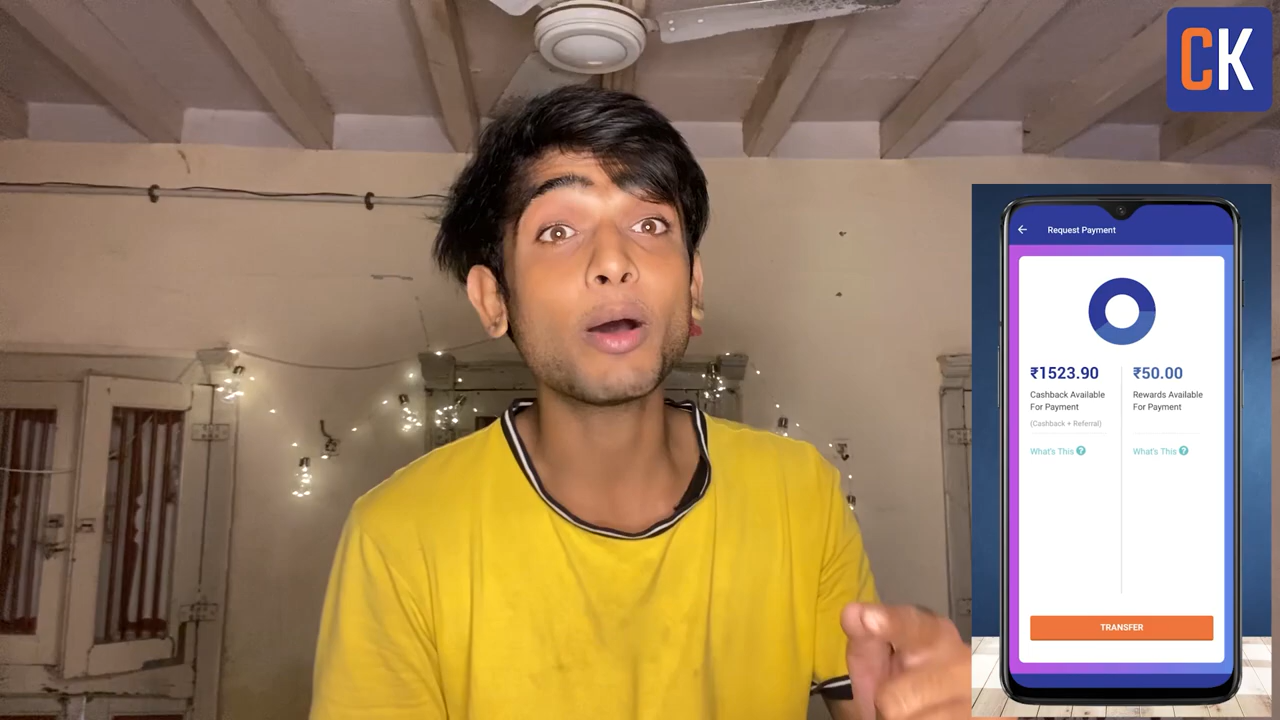 CK
Request Payment
₹1523.90
Cashback Available
For Payment
(Cashback + Referral)
What's This ?
₹50.00
Rewards Available
For Payment
What's This ?
TRANSFER